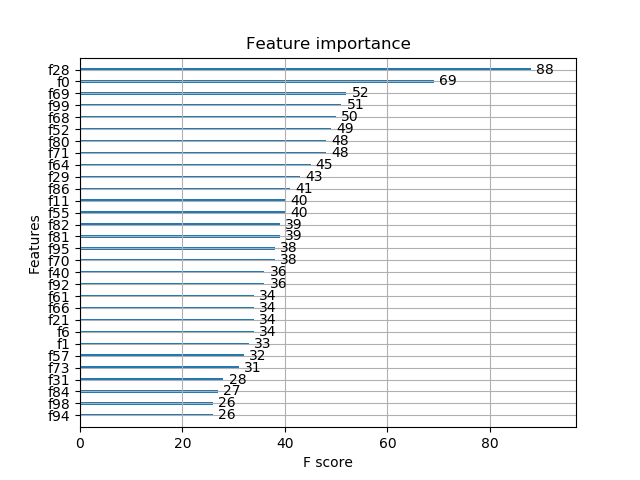 Feature importance
f28 88
f0 69
f69 52
f99 51
f68 50
f52 49
f80 48
f71 48
f64 45
f29 43
f86 41
f11 40
f55 40
f82 39
f81 39
f95 38
f70 38
f40 36
f92 36
f61 34
f66 34
f21 34
f6 34
f1 33
f57 32
f73 31
f31 28
f84 27
f98 26
f94 26
Features
0 20 40 60 80
F score